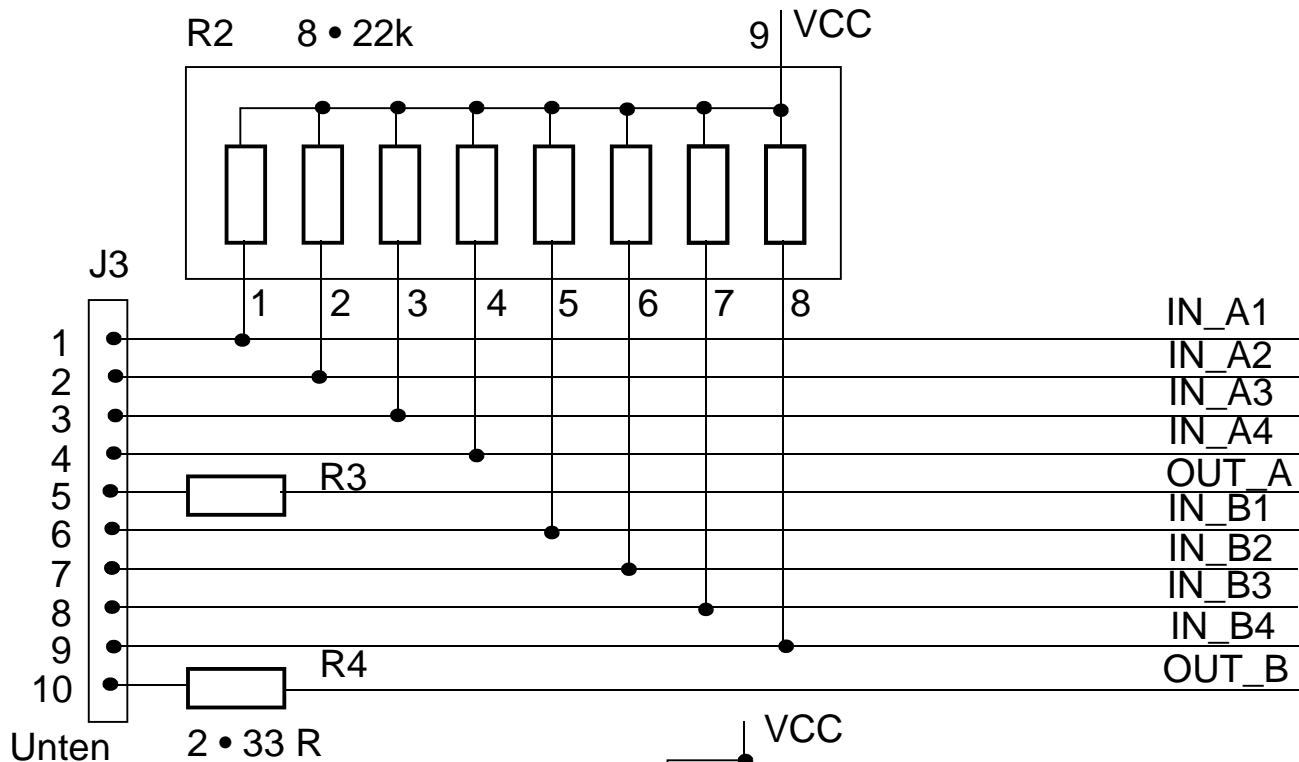 R2 8 • 22k 9 VCC
J3
1 2 3 4 5 6 7 8
IN_A1
1
IN_A2
2
IN_A3
3
IN_A4
4
R3 OUT_A
5
IN_B1
6
IN_B2
7
IN_B3
8
IN_B4
9
R4 OUT_B
10
Unten 2 • 33 R VCC